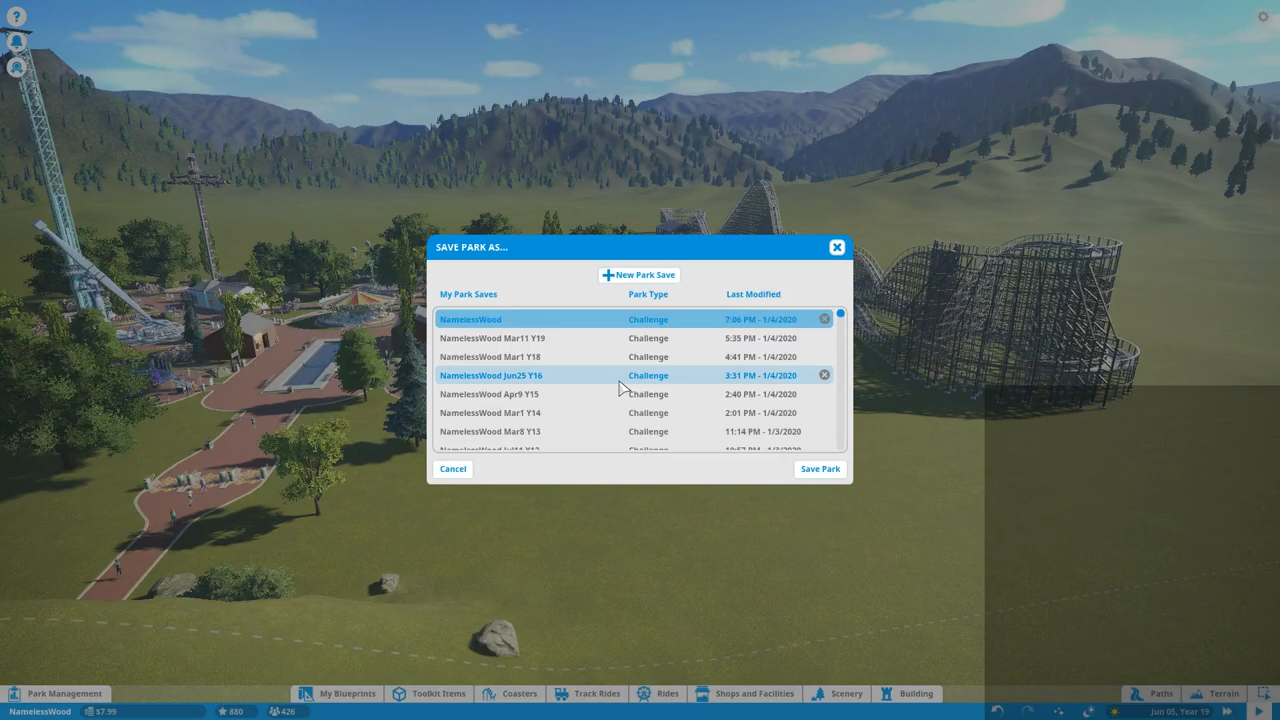 ?
SAVE PARK AS...
New Park Save
My Park Saves Park Type Last Modified
NamelessWood Challenge 7:06 PM - 1/4/2020
NamelessWood Mar11 Y19 Challenge 5:35 PM - 1/4/2020
NamelessWood Mar1 Y18 Challenge 4:41 PM - 1/4/2020
NamelessWood Jun25 Y16 Challenge 3:31 PM - 1/4/2020
NamelessWood Apr9 Y15 Challenge 2:40 PM - 1/4/2020
NamelessWood Mar1 Y14 Challenge 2:01 PM - 1/4/2020
NamelessWood Mar8 Y13 Challenge 11:14 PM - 1/3/2020
Cancel Save Park
Park Management My Blueprints Toolkit Items Coasters Track Rides Rides Shops and Facilities Scenery Building Paths Terrain
NamelessWood $7.99 880 426 Jun 05, Year 19